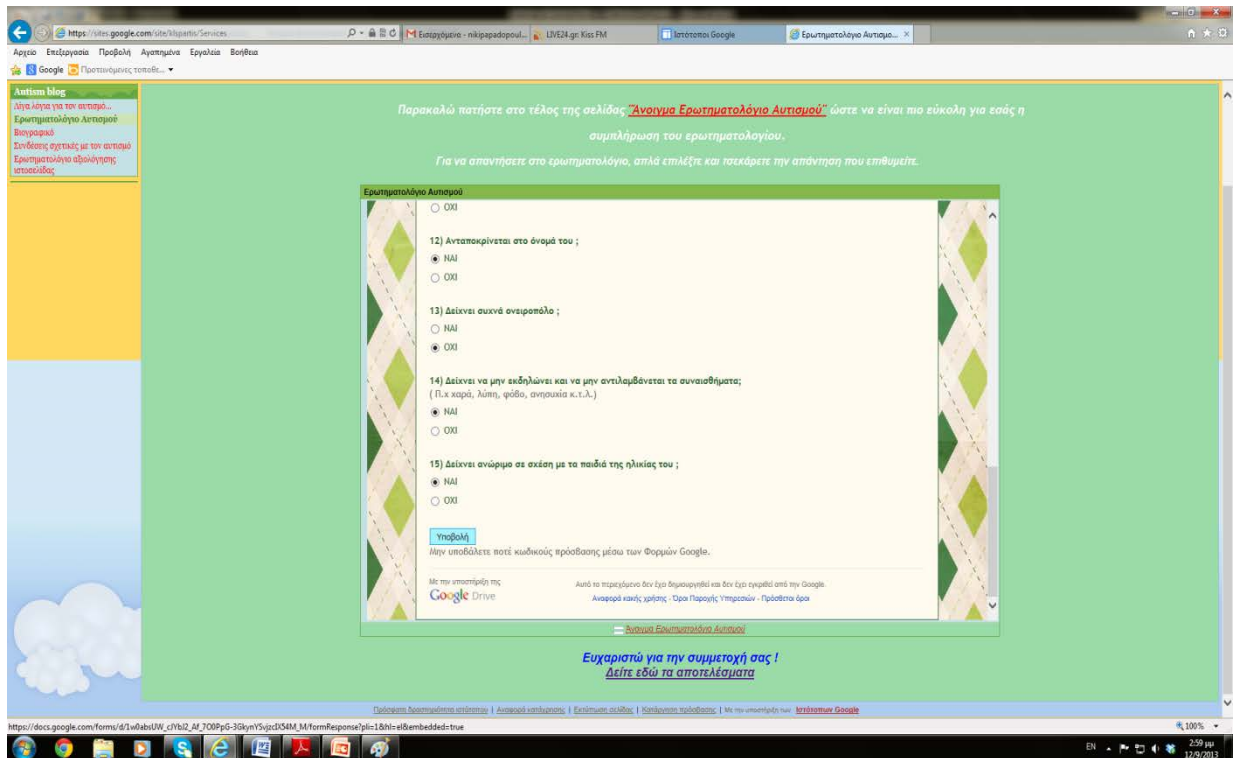 https://sites.google.com/site/klispartis/Services
Εισερχόμενα - nikipapadopoul...
LIVE24.gr: Kiss FM
Ιστότοποι Google
Ερωτηματολόγιο Αυτισμο...
Αρχείο Επεξεργασία Προβολή Αγαπημένα Εργαλεία Βοήθεια
Google Προτεινόμενες τοποθε...
Autism blog
Λίγα λόγια για τον αυτισμό...
Ερωτηματολόγιο Αυτισμού
Βιογραφικό
Συνδέσεις σχετικές με τον αυτισμό
Ερωτηματολόγιο αξιολόγησης
ιστοσελίδας
Παρακαλώ πατήστε στο τέλος της σελίδας "Άνοιγμα Ερωτηματολόγιο Αυτισμού" ώστε να είναι πιο εύκολη για εσάς η
συμπλήρωση του ερωτηματολογίου.
Για να απαντήσετε στο ερωτηματολόγιο, απλά επιλέξτε και τσεκάρετε την απάντηση που επιθυμείτε.
Ερωτηματολόγιο Αυτισμού
ΟΧΙ
12) Ανταποκρίνεται στο όνομά του ;
ΝΑΙ
ΟΧΙ
13) Δείχνει συχνά ονειροπόλο ;
ΝΑΙ
ΟΧΙ
14) Δείχνει να μην εκδηλώνει και να μην αντιλαμβάνεται τα συναισθήματα;
( Π.χ χαρά, λύπη, φόβο, ανησυχία κ.τ.λ.)
ΝΑΙ
ΟΧΙ
15) Δείχνει ανώριμο σε σχέση με τα παιδιά της ηλικίας του ;
ΝΑΙ
ΟΧΙ
Υποβολή
Μην υποβάλετε ποτέ κωδικούς πρόσβασης μέσω των Φορμών Google.
Με την υποστήριξη της
Google Drive
Αυτό το περιεχόμενο δεν έχει δημιουργηθεί και δεν έχει εγκριθεί από την Google.
Αναφορά κακής χρήσης - Όροι Παροχής Υπηρεσιών - Πρόσθετοι όροι
Άνοιγμα Ερωτηματολόγιο Αυτισμού
Ευχαριστώ για την συμμετοχή σας !
Δείτε εδώ τα αποτελέσματα
Πρόσφατη δραστηριότητα ιστότοπου | Αναφορά κατάχρησης | Εκτύπωση σελίδας | Κατάργηση πρόσβασης | Με την υποστήριξη των Ιστότοπων Google
100%
EN
2:59 μμ
12/9/2013